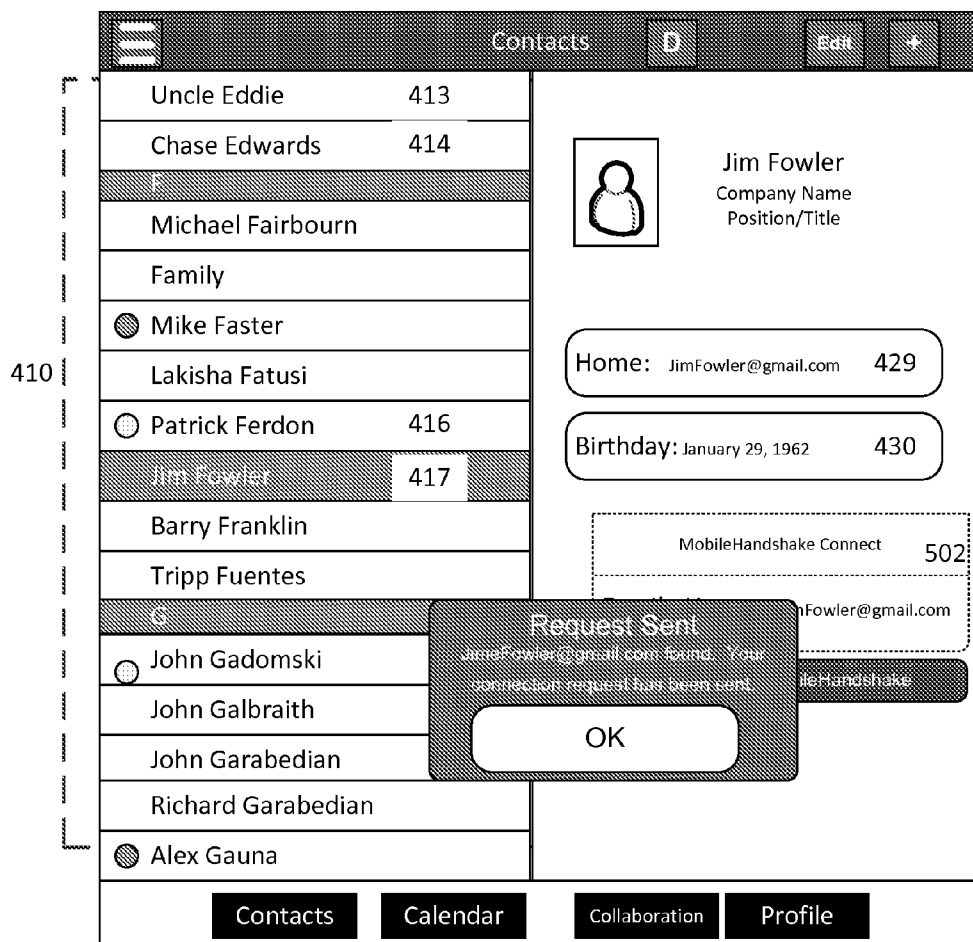 Contacts D Edit +
Uncle Eddie 413
Chase Edwards 414
F
Michael Fairbourn
Family
Mike Faster
410
Lakisha Fatusi
Patrick Ferdon 416
Jim Fowler 417
Barry Franklin
Tripp Fuentes
G
John Gadomski
John Galbraith
John Garabedian
Richard Garabedian
Alex Gauna
Jim Fowler
Company Name
Position/Title
Home: JimFowler@gmail.com 429
Birthday: January 29, 1962 430
MobileHandshake Connect 502
mFowler@gmail.com
ileHandshake
Request Sent
JimeFowler@gmail.com found. Your
connection request has been sent.
OK
Contacts Calendar Collaboration Profile